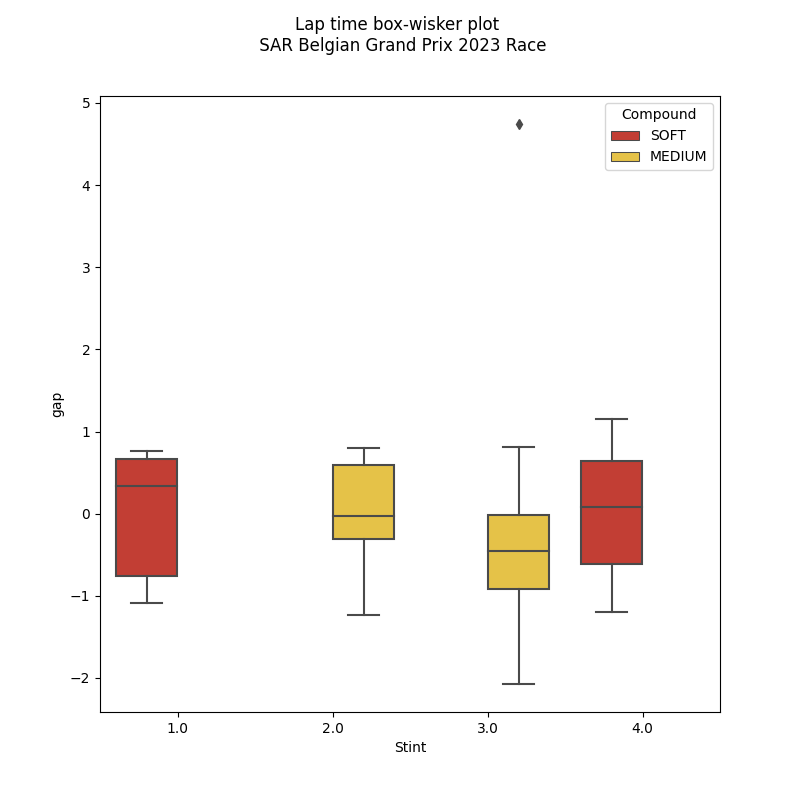 Lap time box-wisker plot
SAR Belgian Grand Prix 2023 Race
Compound
SOFT
MEDIUM
5
4
3
2
1
0
−1
−2
gap
1.0 2.0 3.0 4.0
Stint